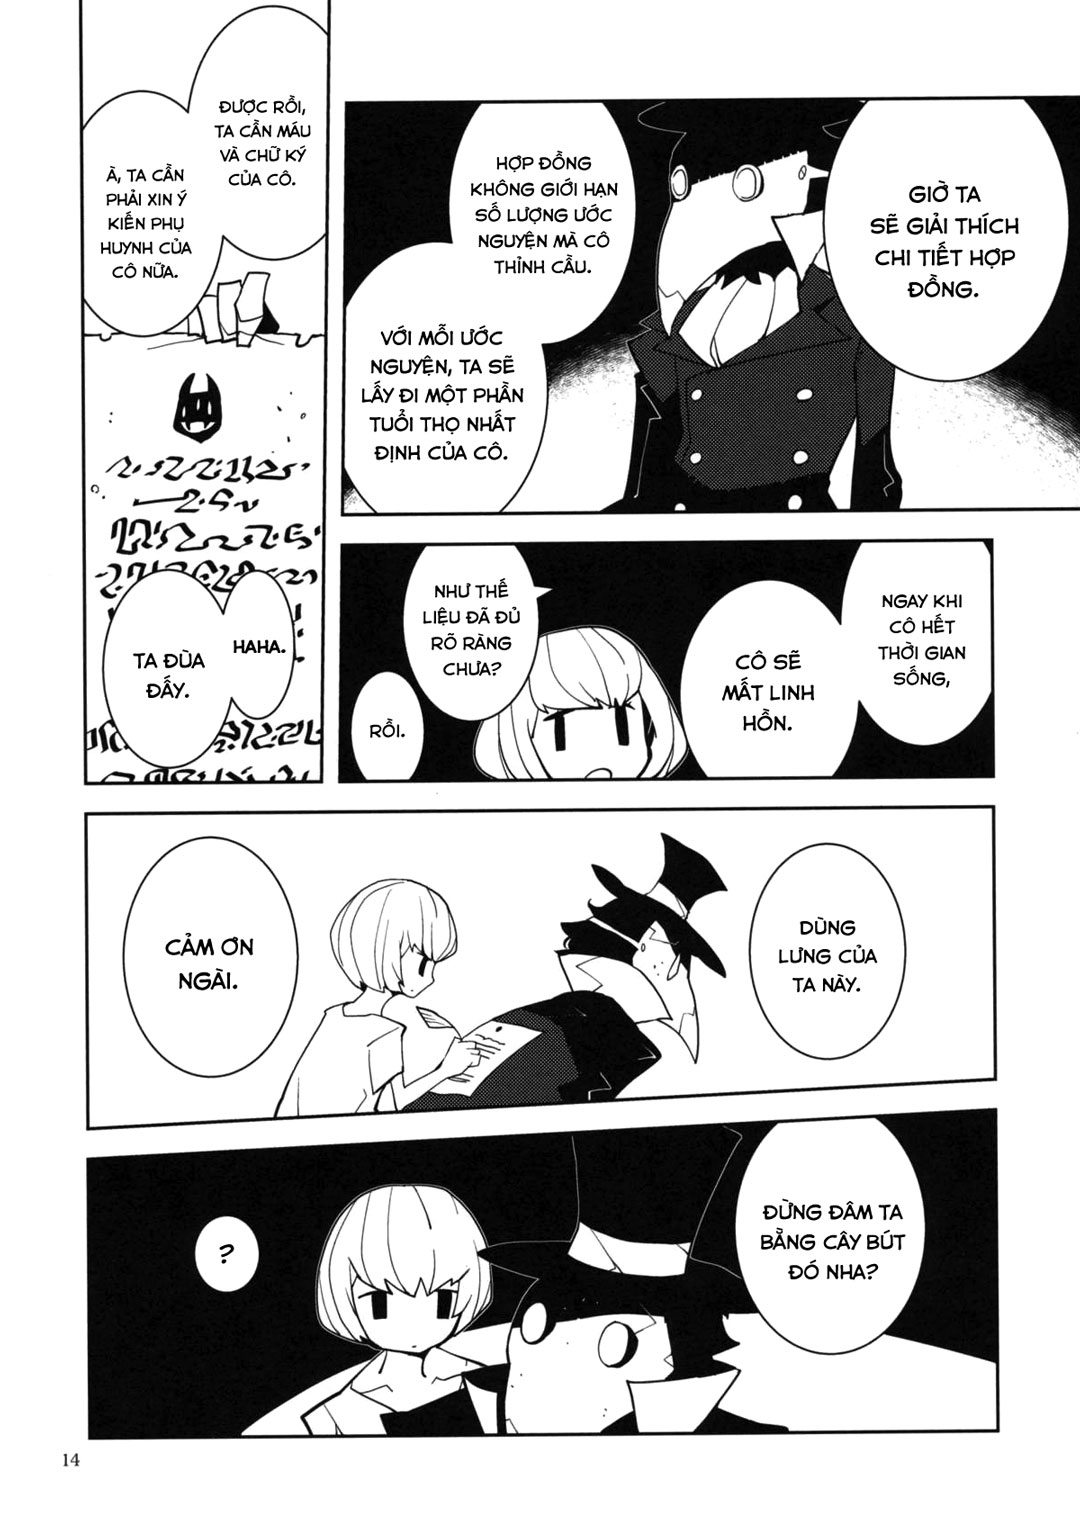 GIỜ TA
SẼ GIẢI THÍCH
CHI TIẾT HỢP
ĐỒNG.
HỢP ĐỒNG
KHÔNG GIỚI HẠN
SỐ LƯỢNG ƯỚC
NGUYỆN MÀ CÔ
THỈNH CẦU.
VỚI MỖI ƯỚC
NGUYỆN, TA SẼ
LẤY ĐI MỘT PHẦN
TUỔI THỌ NHẤT
ĐỊNH CỦA CÔ.
NGAY KHI
CÔ HẾT
THỜI GIAN
SỐNG,
CÔ SẼ
MẤT LINH
HỒN.
NHƯ THẾ
LIỆU ĐÃ ĐỦ
RÕ RÀNG
CHƯA?
RỒI.
ĐƯỢC RỒI,
TA CẦN MÁU
VÀ CHỮ KÝ
CỦA CÔ.
À, TA CẦN
PHẢI XIN Ý
KIẾN PHỤ
HUYNH CỦA
CÔ NỮA.
HAHA.
TA ĐÙA
ĐẤY.
DÙNG
LƯNG CỦA
TA NÀY.
CẢM ƠN
NGÀI.
ĐỪNG ĐÂM TA
BẰNG CÂY BÚT
ĐÓ NHA?
?
14